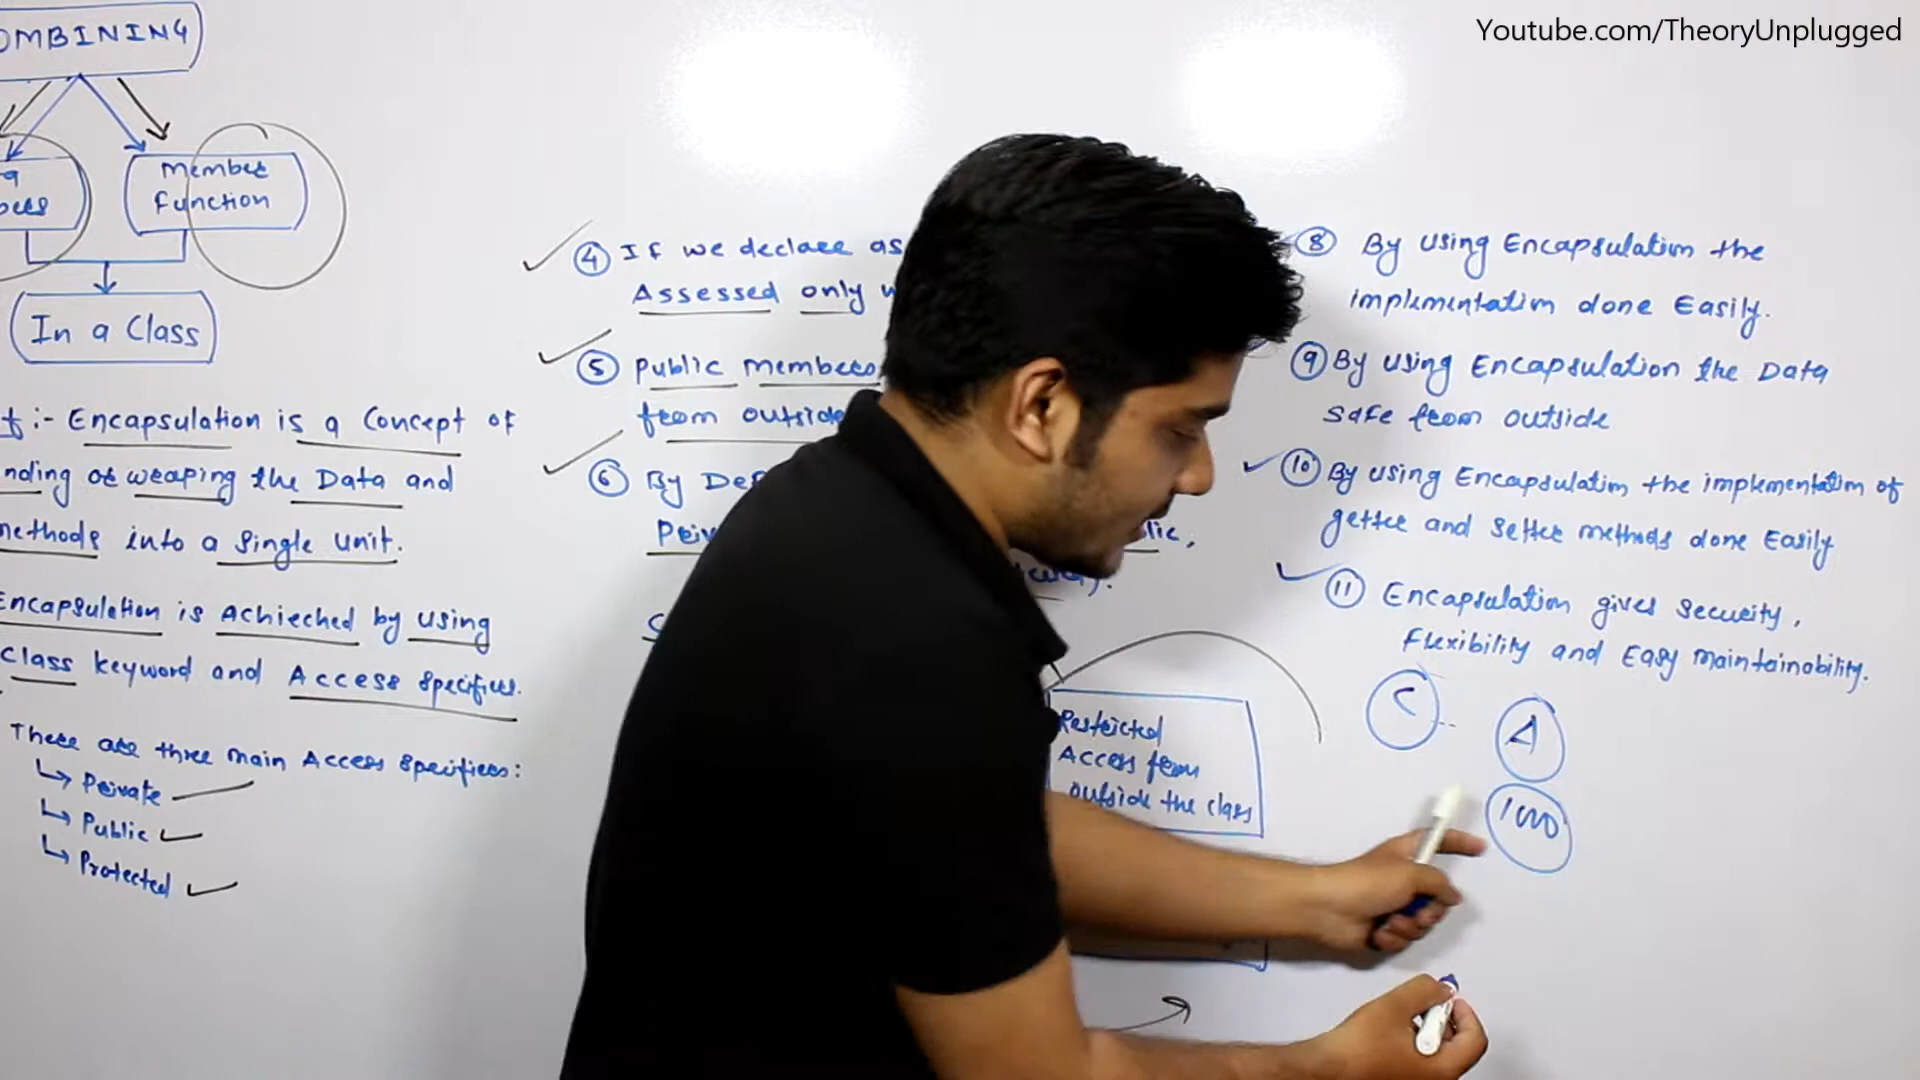 Youtube.com/TheoryUnplugged
OMBINING
Member
Function
In a Class
:- Encapsulation is a Concept of
nding or weaping the Data and
methods into a Single Unit.
Encapsulation is Achieched by using
Class keyword and Access Specifiers.
There are three main Access Specifiers:
↳ Private
↳ Public
↳ Protected
④ If we declare as
Assessed only
⑤ Public Members
from outside
⑥ By Def
Priv lic,
Restricted
Access from
outside the class
⑧ By using Encapsulation the
implementation done Easily.
⑨ By using Encapsulation the Data
safe from outside
⑩ By using Encapsulation the implementation of
getter and setter methods done Easily
⑪ Encapsulation gives security,
Flexibility and Easy Maintainability.
C
A
1000